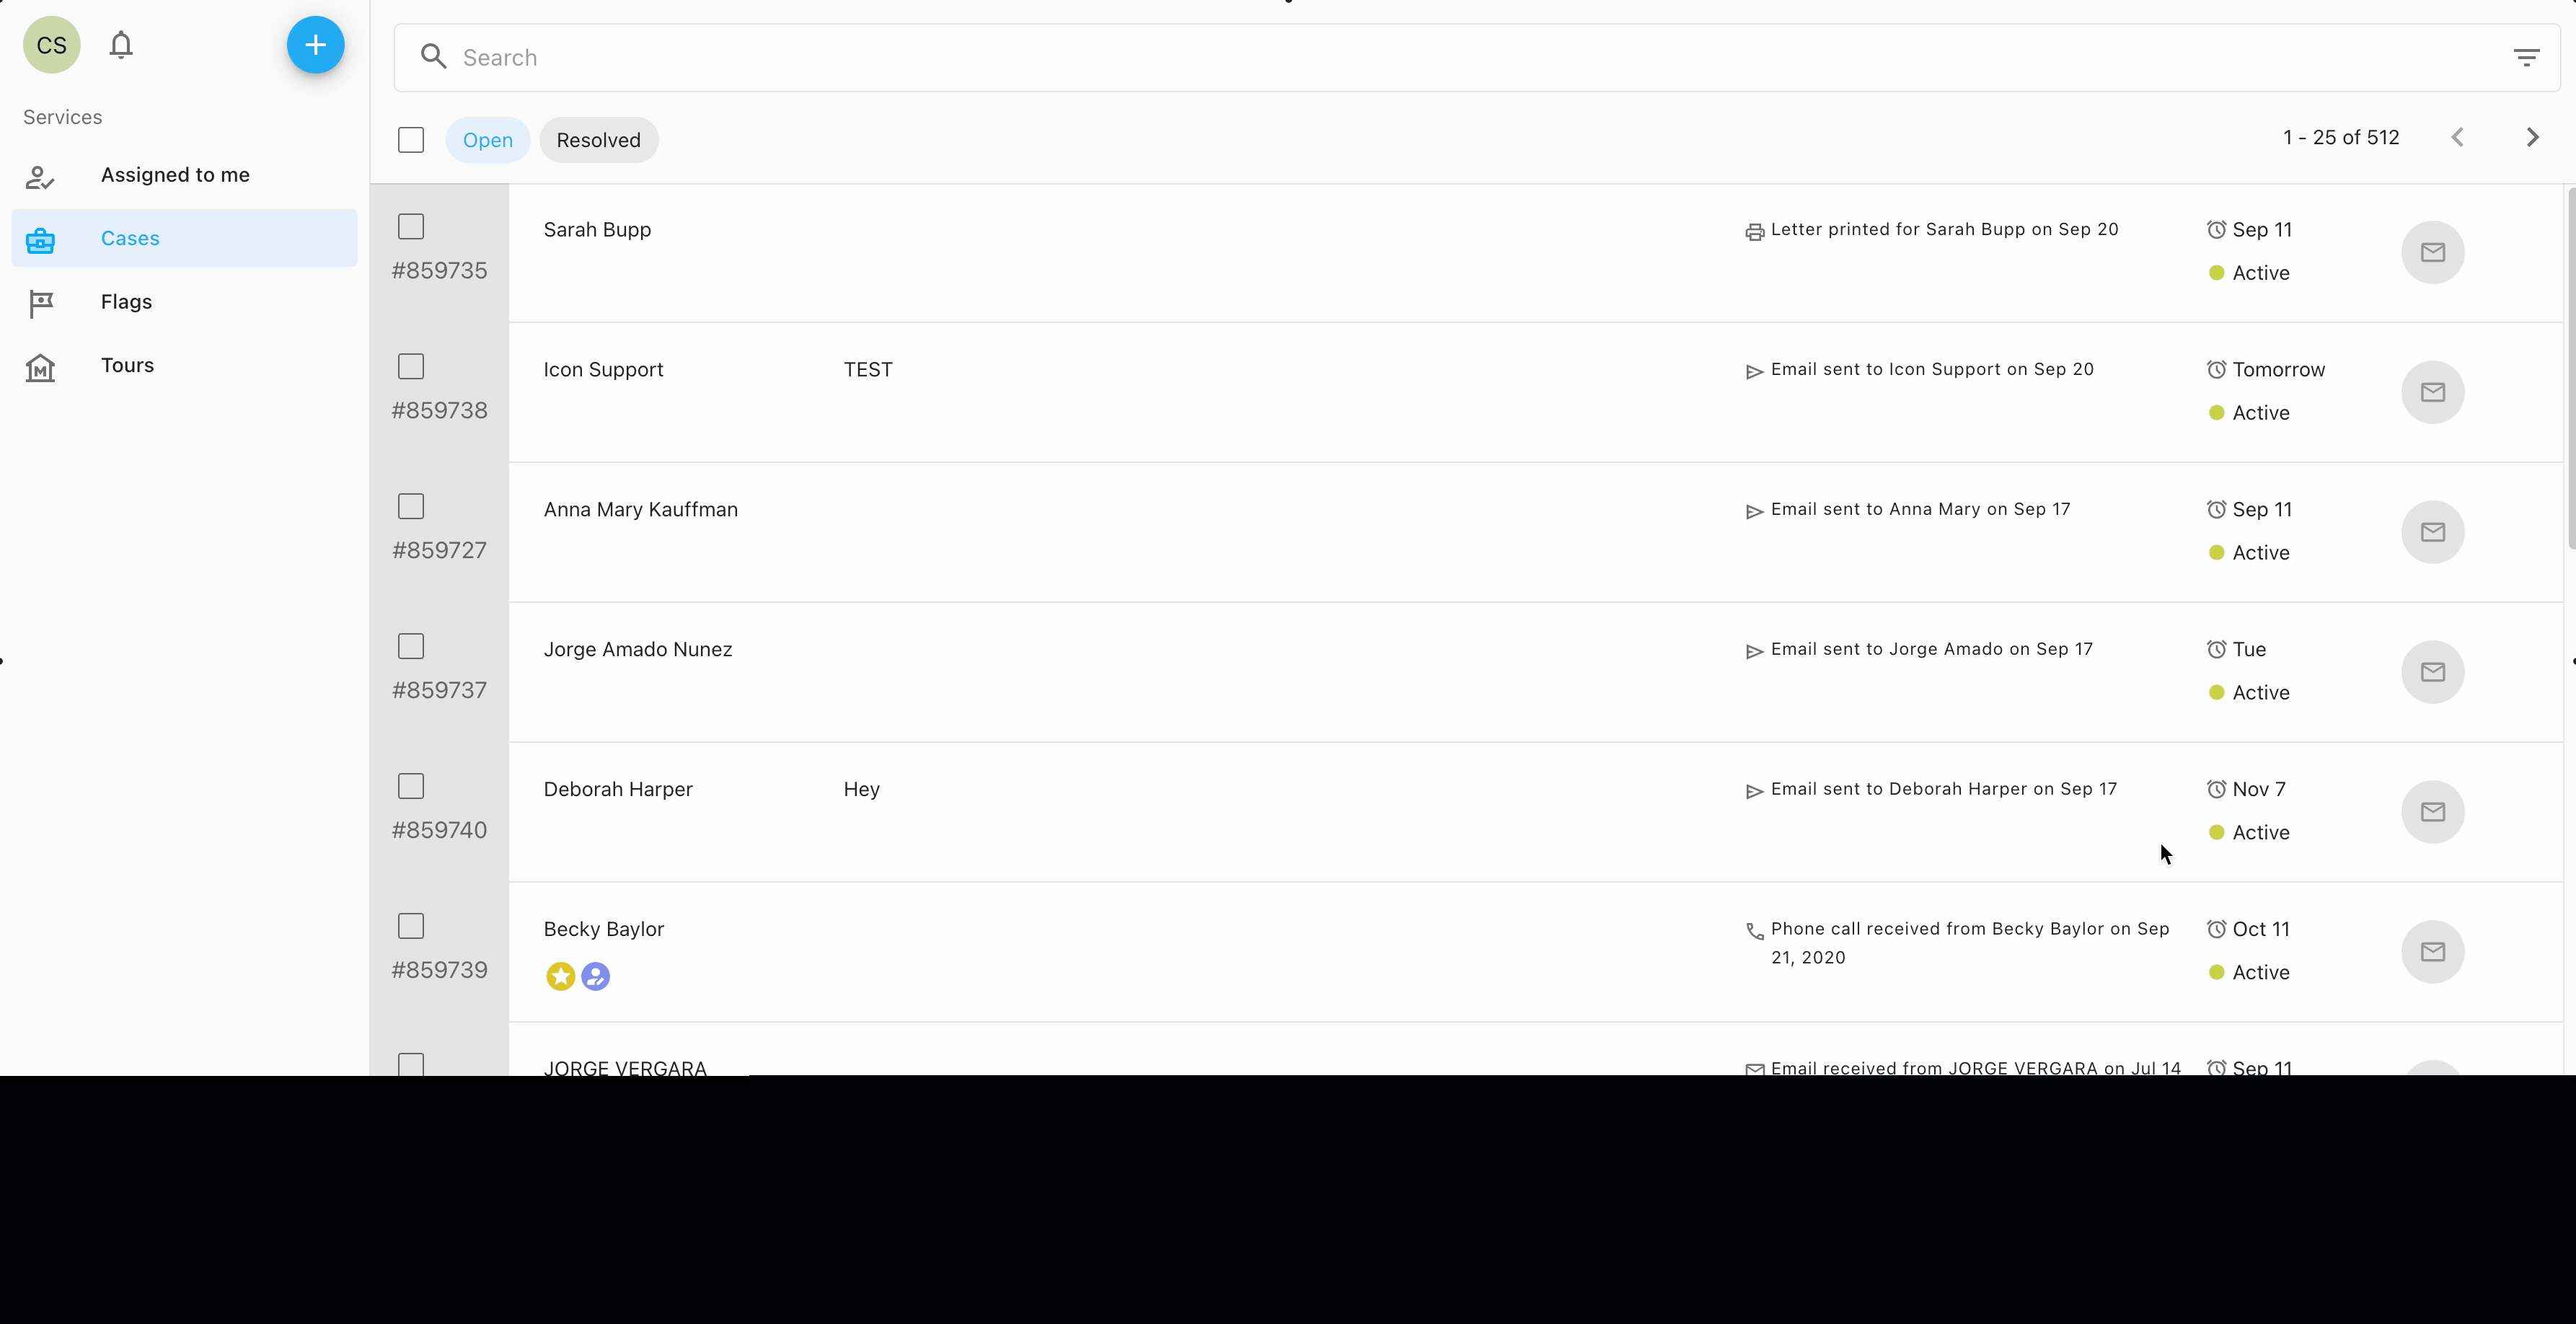 CS
Search
Services
Assigned to me
Cases
Flags
Tours
Open
Resolved
1 - 25 of 512
Sarah Bupp
Letter printed for Sarah Bupp on Sep 20
Sep 11
#859735
Active
Icon Support
TEST
Email sent to Icon Support on Sep 20
Tomorrow
#859738
Active
Anna Mary Kauffman
Email sent to Anna Mary on Sep 17
Sep 11
#859727
Active
Jorge Amado Nunez
Email sent to Jorge Amado on Sep 17
Tue
#859737
Active
Deborah Harper
Hey
Email sent to Deborah Harper on Sep 17
Nov 7
#859740
Active
Becky Baylor
Phone call received from Becky Baylor on Sep
21, 2020
Oct 11
#859739
Active
JORGE VERGARA
Email received from JORGE VERGARA on Jul 14
Sep 11